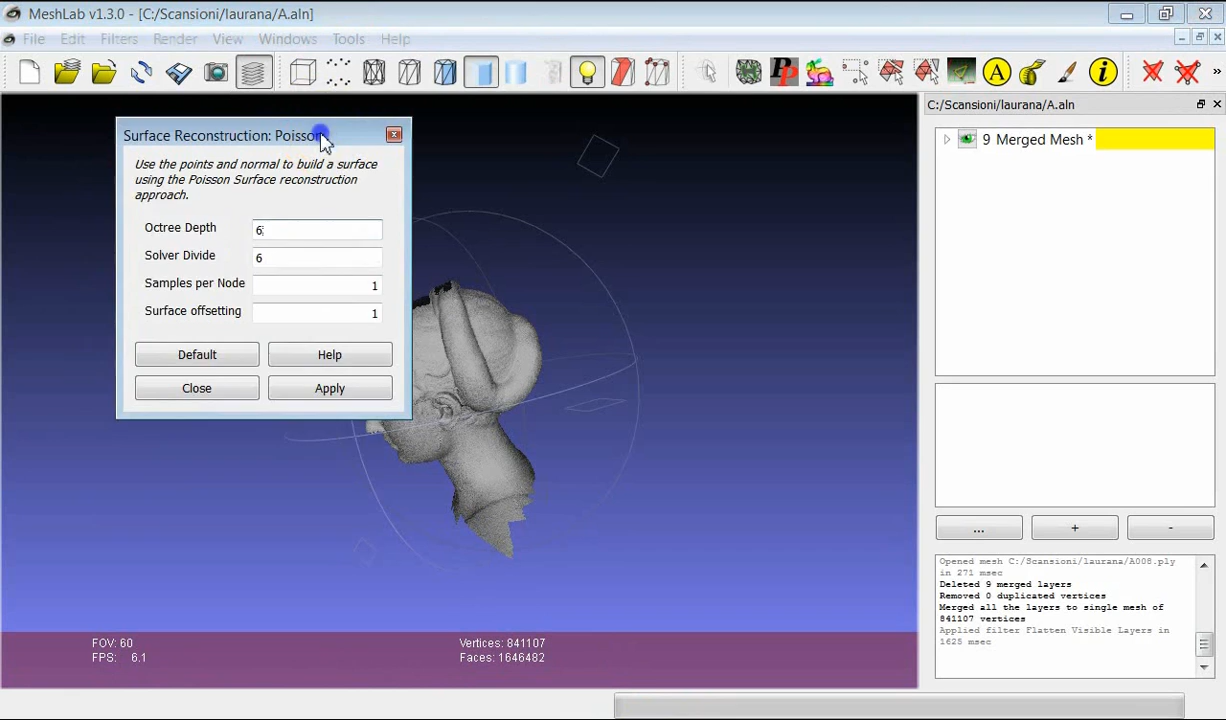 MeshLab v1.3.0 - [C:/Scansioni/laurana/A.aln]
File Edit Filters Render View Windows Tools Help
A
i
»
C:/Scansioni/laurana/A.aln
9 Merged Mesh *
Surface Reconstruction: Poisson
Use the points and normal to build a surface
using the Poisson Surface reconstruction
approach.
Octree Depth 6
Solver Divide 6
Samples per Node 1
Surface offsetting 1
Default Help
Close Apply
... + -
Opened mesh C:/Scansioni/laurana/A008.ply
in 271 msec
Deleted 9 merged layers
Removed 0 duplicated vertices
Merged all the layers to single mesh of
841107 vertices
Applied filter Flatten Visible Layers in
1625 msec
FOV: 60
FPS: 6.1
Vertices: 841107
Faces: 1646482